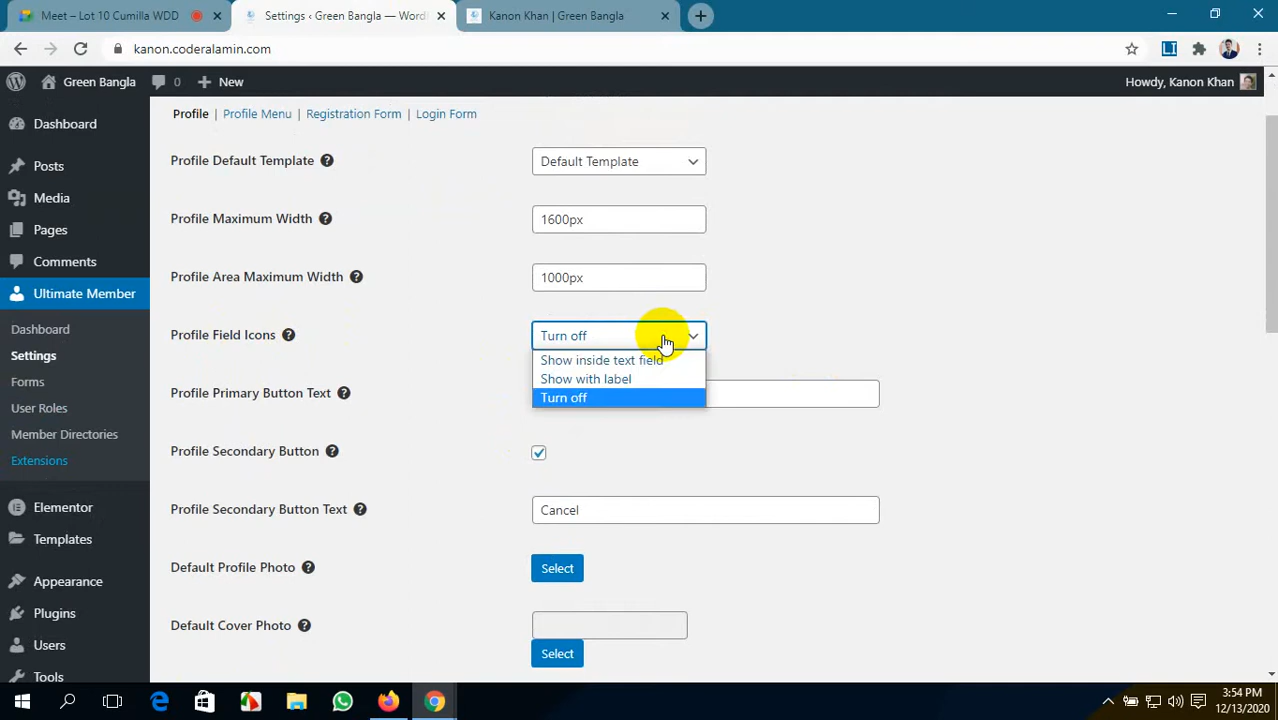 Meet – Lot 10 Cumilla WDD
Settings ‹ Green Bangla — Word
Kanon Khan | Green Bangla
kanon.coderalamin.com
Green Bangla
0
New
Howdy, Kanon Khan
Dashboard
Posts
Media
Pages
Comments
Ultimate Member
Dashboard
Settings
Forms
User Roles
Member Directories
Extensions
Elementor
Templates
Appearance
Plugins
Users
Tools
Profile | Profile Menu | Registration Form | Login Form
Profile Default Template ?
Default Template
Profile Maximum Width ?
1600px
Profile Area Maximum Width ?
1000px
Profile Field Icons ?
Turn off
Show inside text field
Show with label
Turn off
Profile Primary Button Text ?
Profile Secondary Button ?
Profile Secondary Button Text ?
Cancel
Default Profile Photo ?
Select
Default Cover Photo ?
Select
3:54 PM
12/13/2020